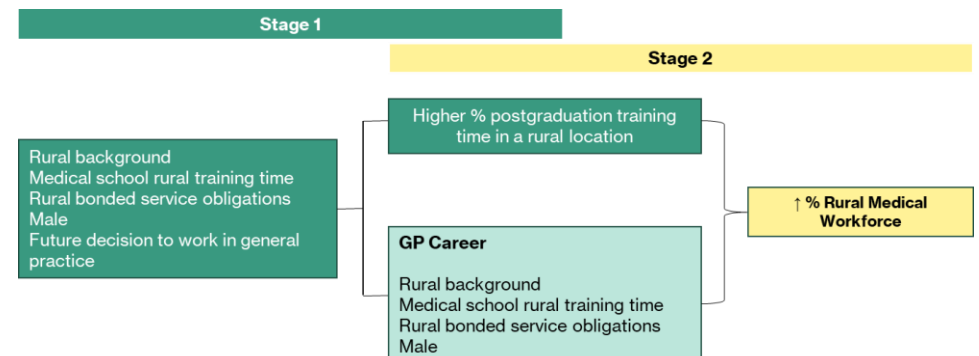 Stage 1
Stage 2
Higher % postgraduation training
time in a rural location
Rural background
Medical school rural training time
Rural bonded service obligations
Male
Future decision to work in general
practice
↑ % Rural Medical
Workforce
GP Career
Rural background
Medical school rural training time
Rural bonded service obligations
Male